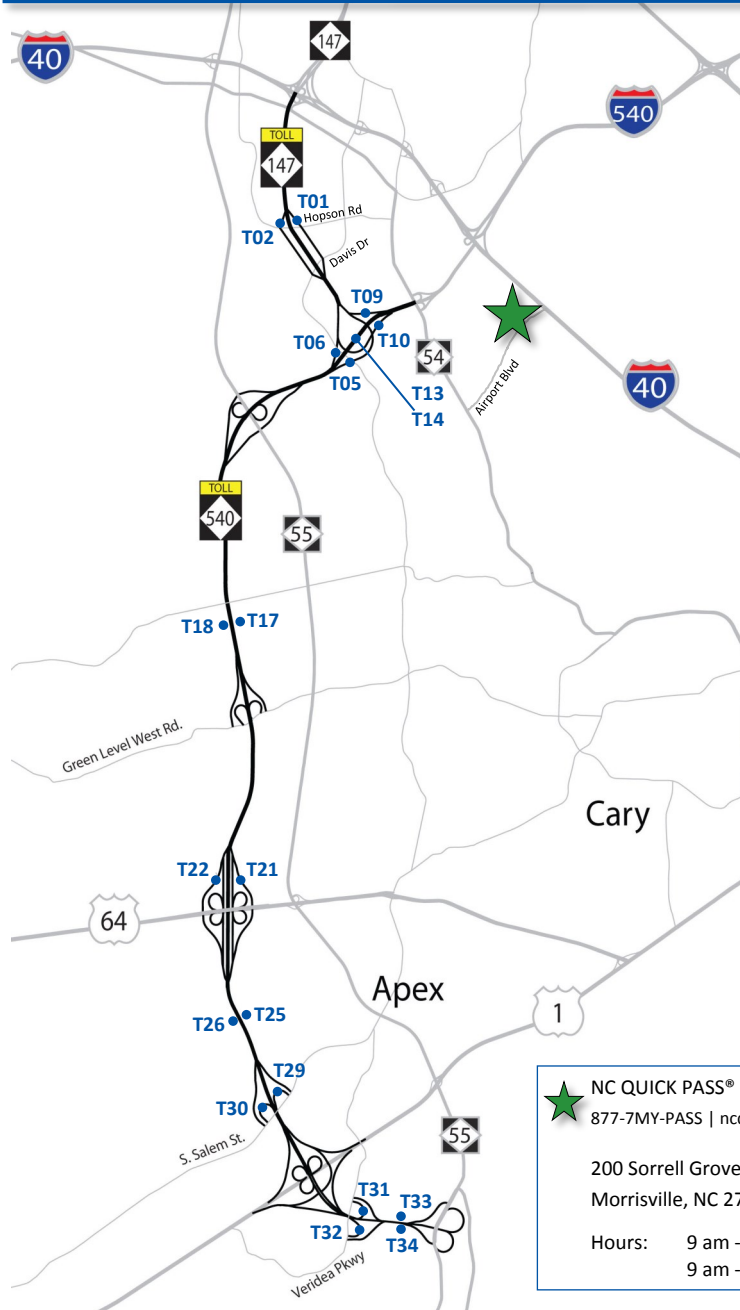 147
40
540
TOLL
147
T01
Hopson Rd
T02
Davis Dr
T09
T10
T06
T05
54
T13
T14
Airport Blvd
40
TOLL
540
55
T18
T17
Green Level West Rd.
Cary
T22
T21
64
Apex
1
T25
T26
T29
T30
55
S. Salem St.
T31
T33
T32
T34
Veridea Pkwy
NC QUICK PASS®
877-7MY-PASS |
200 Sorrell Grove
Morrisville, NC 27
Hours: 9 am -
9 am -